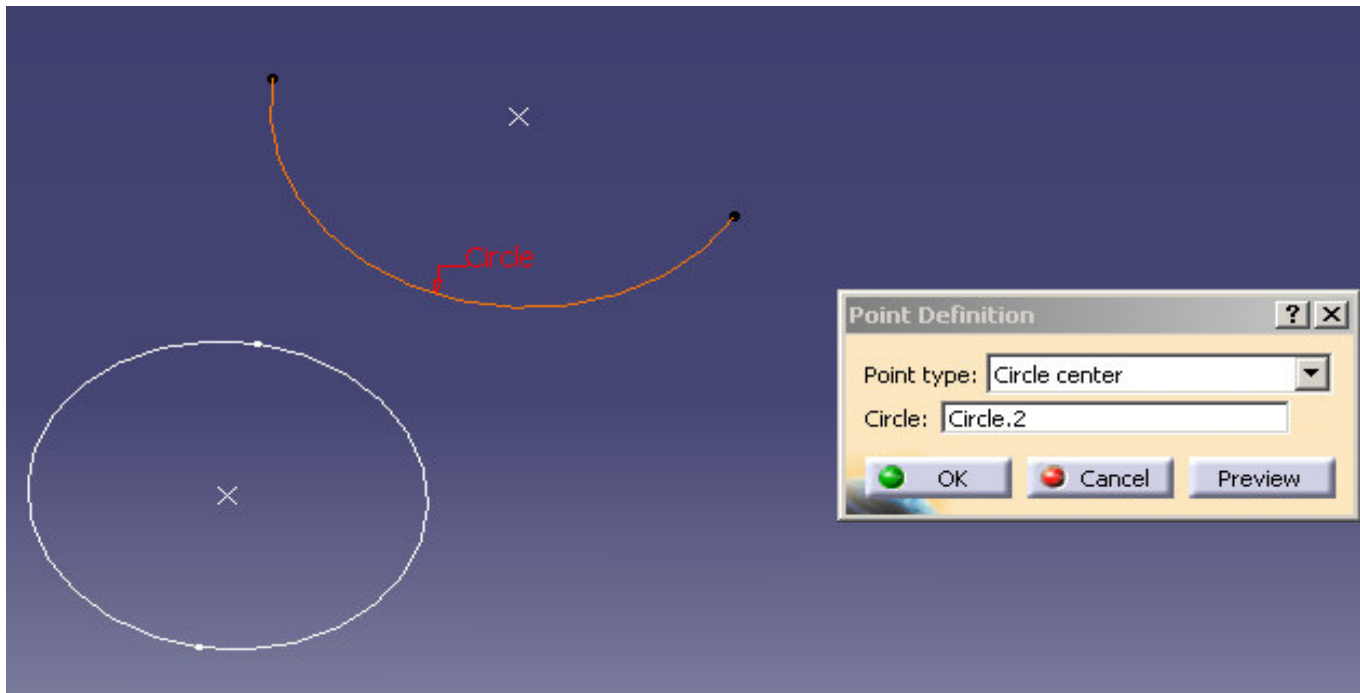 Circle
Point Definition
Point type: Circle center
Circle: Circle.2
OK Cancel Preview